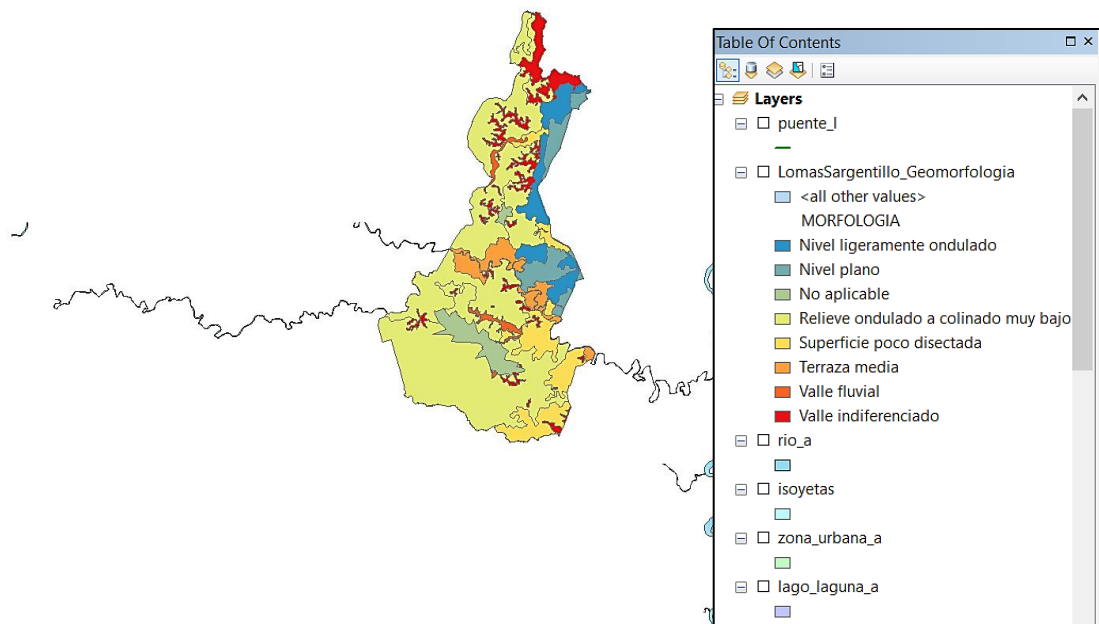 Table Of Contents
Layers
puente_l
LomasSargentillo_Geomorfologia
<all other values>
MORFOLOGIA
Nivel ligeramente ondulado
Nivel plano
No aplicable
Relieve ondulado a colinado muy bajo
Superficie poco disectada
Terraza media
Valle fluvial
Valle indiferenciado
rio_a
isoyetas
zona_urbana_a
lago_laguna_a